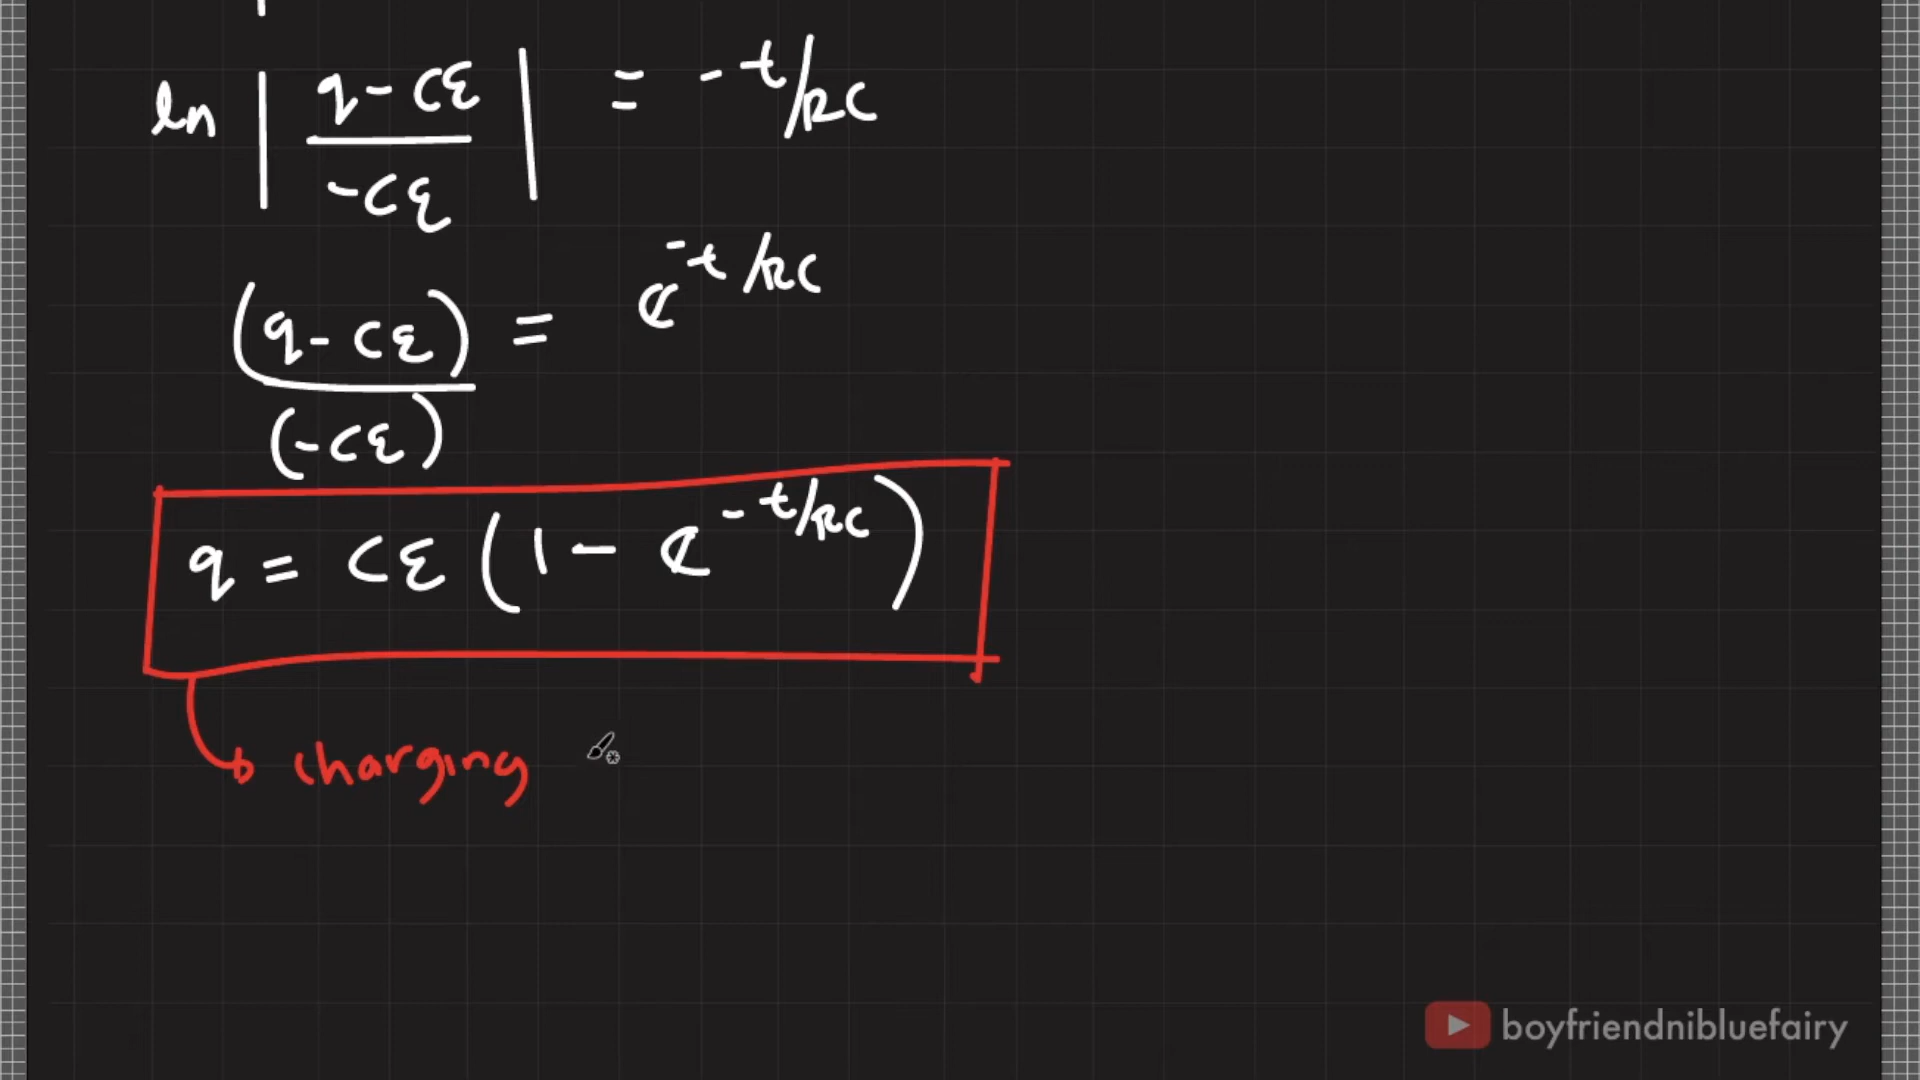 ln | q - Cε / -Cε | = -t/RC
(q - Cε) / (-Cε) = e^-t/RC
q = Cε (1 - e^-t/RC)
charging
boyfriendnibluefairy